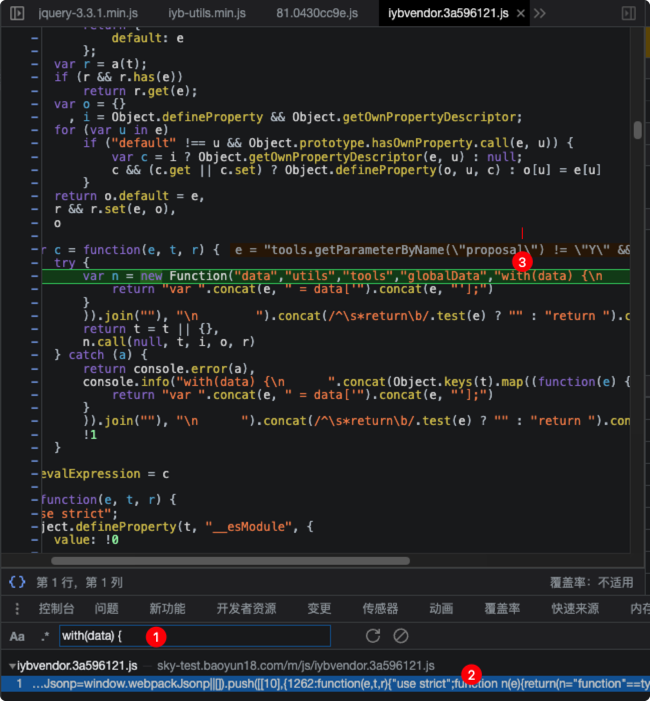 jquery-3.3.1.min.js iyb-utils.min.js 81.0430cc9e.js iybvendor.3a596121.js × »
return {
default: e
};
var r = a(t);
if (r && r.has(e))
return r.get(e);
var o = {}
, i = Object.defineProperty && Object.getOwnPropertyDescriptor;
for (var u in e)
if ("default" !== u && Object.prototype.hasOwnProperty.call(e, u)) {
var c = i ? Object.getOwnPropertyDescriptor(e, u) : null;
c && (c.get || c.set) ? Object.defineProperty(o, u, c) : o[u] = e[u]
}
return o.default = e,
r && r.set(e, o),
o
r c = function(e, t, r) { e = "tools.getParameterByName(\"proposal\") != \"Y\" &&
3
try {
var n = new Function("data","utils","tools","globalData","with(data) {\n
return "var ".concat(e, " = data['").concat(e, "'];")
}
)).join(""), "\n ").concat(/^\s*return\b/.test(e) ? "" : "return ").c
return t = t || {},
n.call(null, t, i, o, r)
} catch (a) {
return console.error(a),
console.info("with(data) {\n ".concat(Object.keys(t).map((function(e) {
return "var ".concat(e, " = data['").concat(e, "'];")
}
)).join(""), "\n ").concat(/^\s*return\b/.test(e) ? "" : "return ").con
!1
}
evalExpression = c
function(e, t, r) {
se strict";
ject.defineProperty(t, "__esModule", {
value: !0
{} 第 1 行，第 1 列 覆盖率：不适用
控制台 问题 新功能 开发者资源 变更 传感器 动画 覆盖率 快速来源 内存
Aa .* with(data) { 1
iybvendor.3a596121.js — sky-test.baoyun18.com/m/js/iybvendor.3a596121.js
2
1 …Jsonp=window.webpackJsonp||[]).push([[10],{1262:function(e,t,r){"use strict";function n(e){return(n="function"==ty